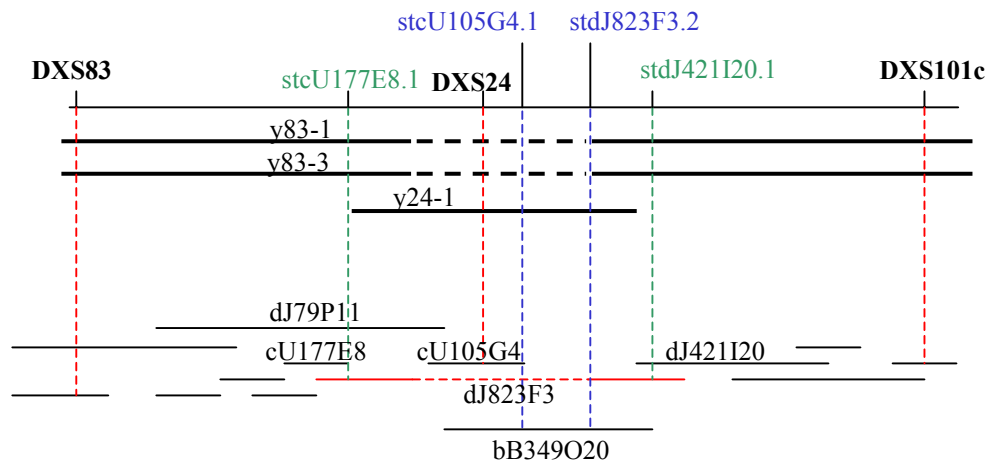 stcU105G4.1 stdJ823F3.2
DXS83 stcU177E8.1 DXS24 stdJ421I20.1 DXS101c
y83-1
y83-3
y24-1
dJ79P11
cU177E8 cU105G4 dJ421I20
dJ823F3
bB349O20